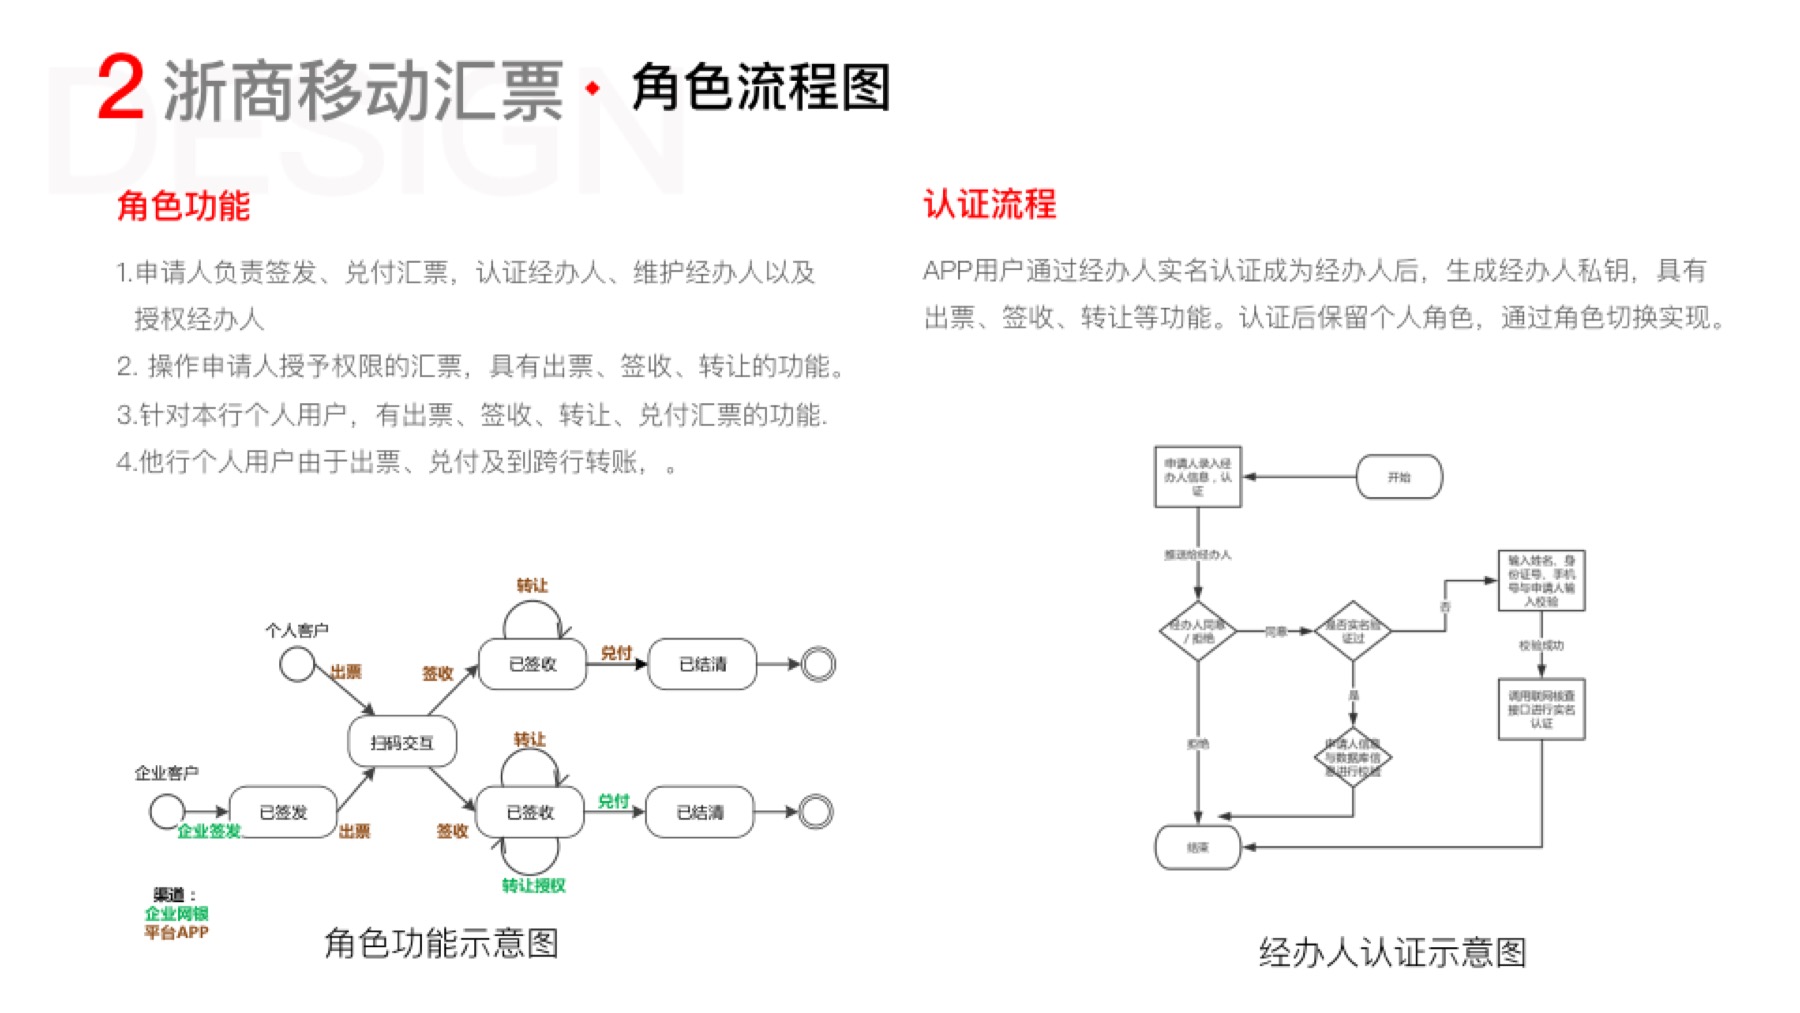 DESIGN
2 浙商移动汇票 · 角色流程图
角色功能
1.申请人负责签发、兑付汇票，认证经办人、维护经办人以及
授权经办人
2. 操作申请人授予权限的汇票，具有出票、签收、转让的功能。
3.针对本行个人用户，有出票、签收、转让、兑付汇票的功能.
4.他行个人用户由于出票、兑付及到跨行转账，。
转让
个人客户
出票
签收
已签收
兑付
已结清
扫码交互
转让
企业客户
企业签发
已签发
出票
签收
已签收
兑付
已结清
转让授权
渠道：
企业网银
平台APP
角色功能示意图
认证流程
APP用户通过经办人实名认证成为经办人后，生成经办人私钥，具有
出票、签收、转让等功能。认证后保留个人角色，通过角色切换实现。
开始
申请人录入经
办人信息，认
证
推送给经办人
经办人同意
/ 拒绝
同意
是否实名验
证过
否
输入姓名、身
份证号、手机
号与申请人输
入校验
校验成功
调用联网核查
接口进行实名
认证
是
申请人信息
与数据库信
息进行校验
拒绝
结束
经办人认证示意图